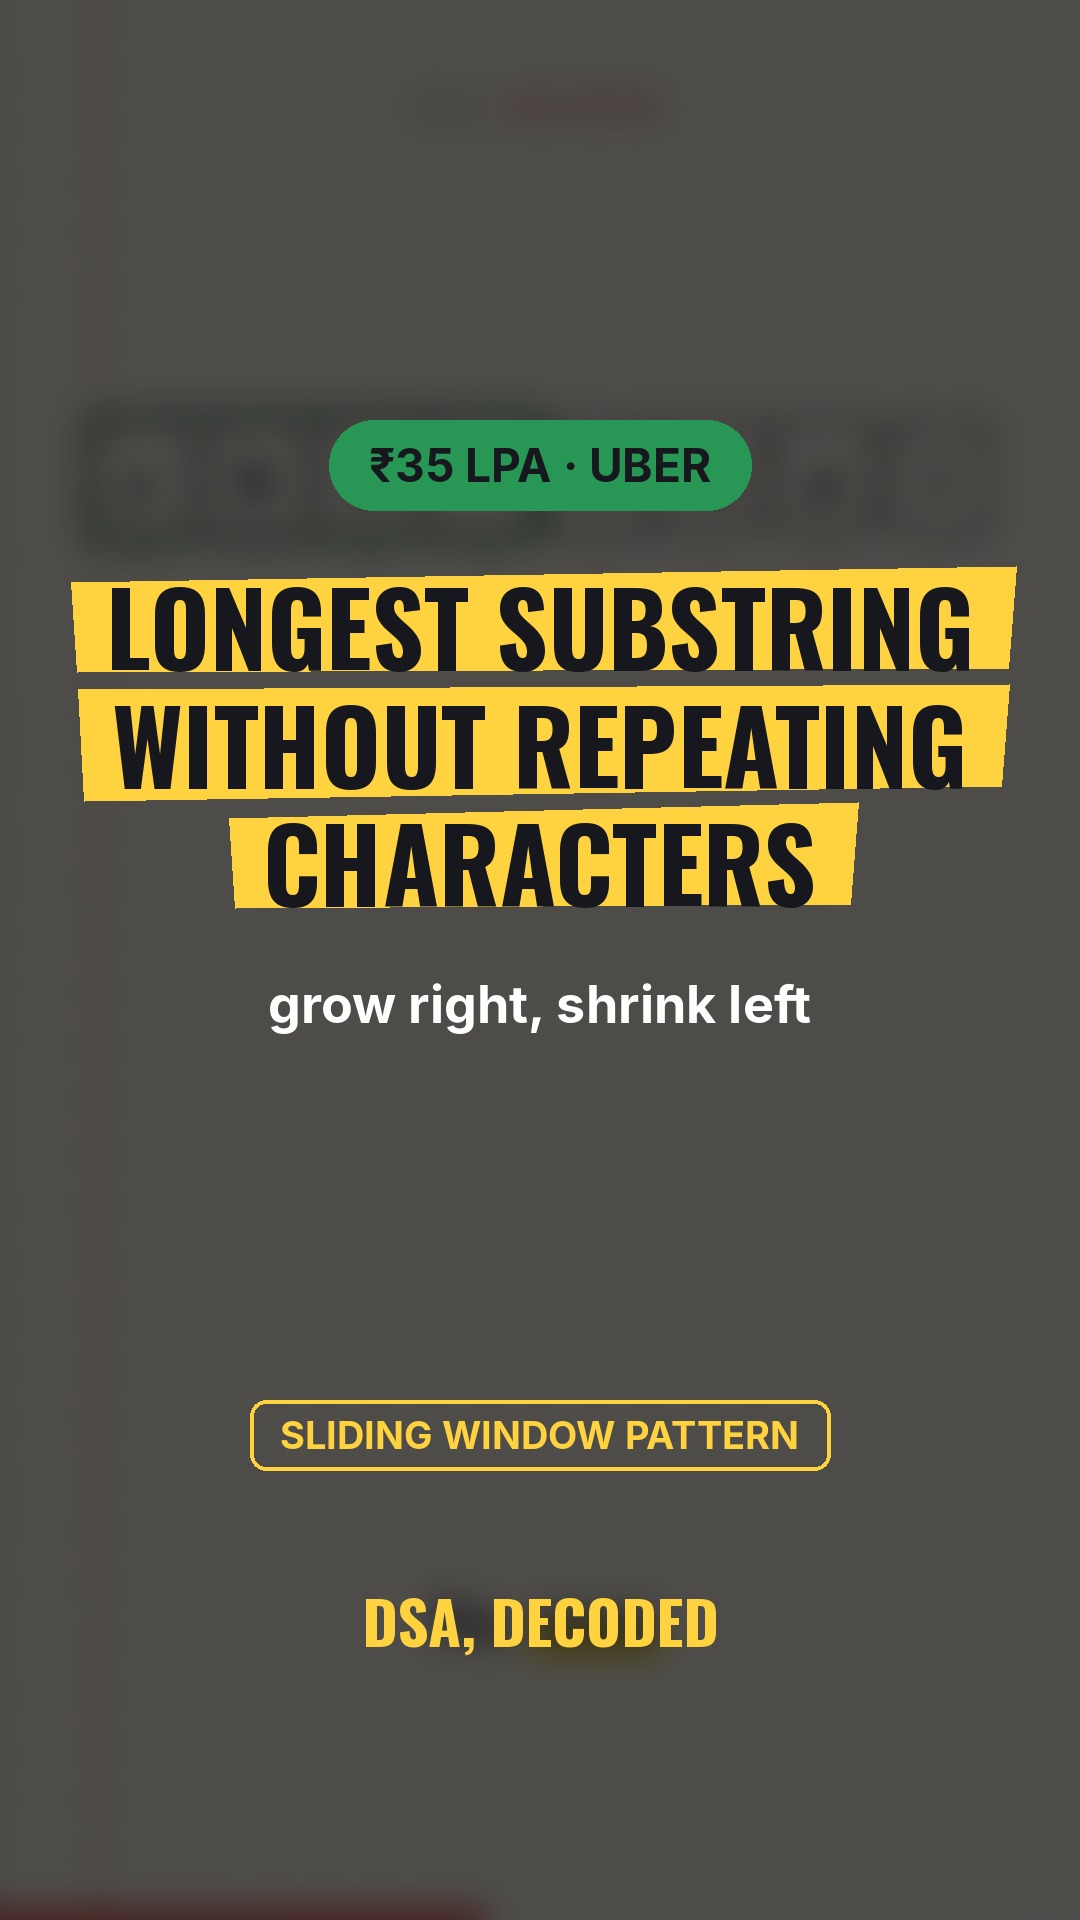 ₹35 LPA · UBER
LONGEST SUBSTRING
WITHOUT REPEATING
CHARACTERS
grow right, shrink left
SLIDING WINDOW PATTERN
DSA, DECODED